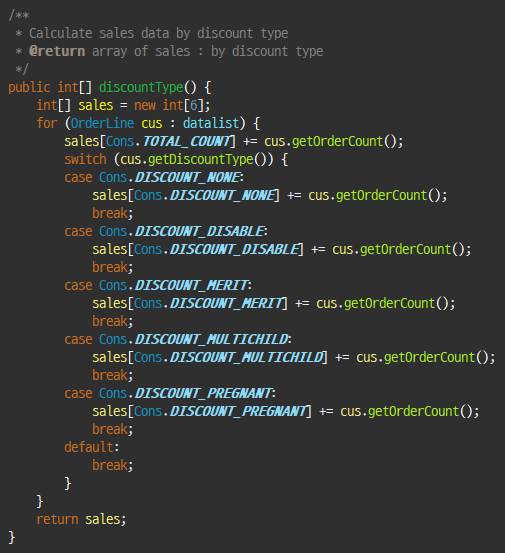 /**
 * Calculate sales data by discount type
 * @return array of sales : by discount type
 */
public int[] discountType() {
    int[] sales = new int[6];
    for (OrderLine cus : datalist) {
        sales[Cons.TOTAL_COUNT] += cus.getOrderCount();
        switch (cus.getDiscountType()) {
        case Cons.DISCOUNT_NONE:
            sales[Cons.DISCOUNT_NONE] += cus.getOrderCount();
            break;
        case Cons.DISCOUNT_DISABLE:
            sales[Cons.DISCOUNT_DISABLE] += cus.getOrderCount();
            break;
        case Cons.DISCOUNT_MERIT:
            sales[Cons.DISCOUNT_MERIT] += cus.getOrderCount();
            break;
        case Cons.DISCOUNT_MULTICHILD:
            sales[Cons.DISCOUNT_MULTICHILD] += cus.getOrderCount();
            break;
        case Cons.DISCOUNT_PREGNANT:
            sales[Cons.DISCOUNT_PREGNANT] += cus.getOrderCount();
            break;
        default:
            break;
        }
    }
    return sales;
}